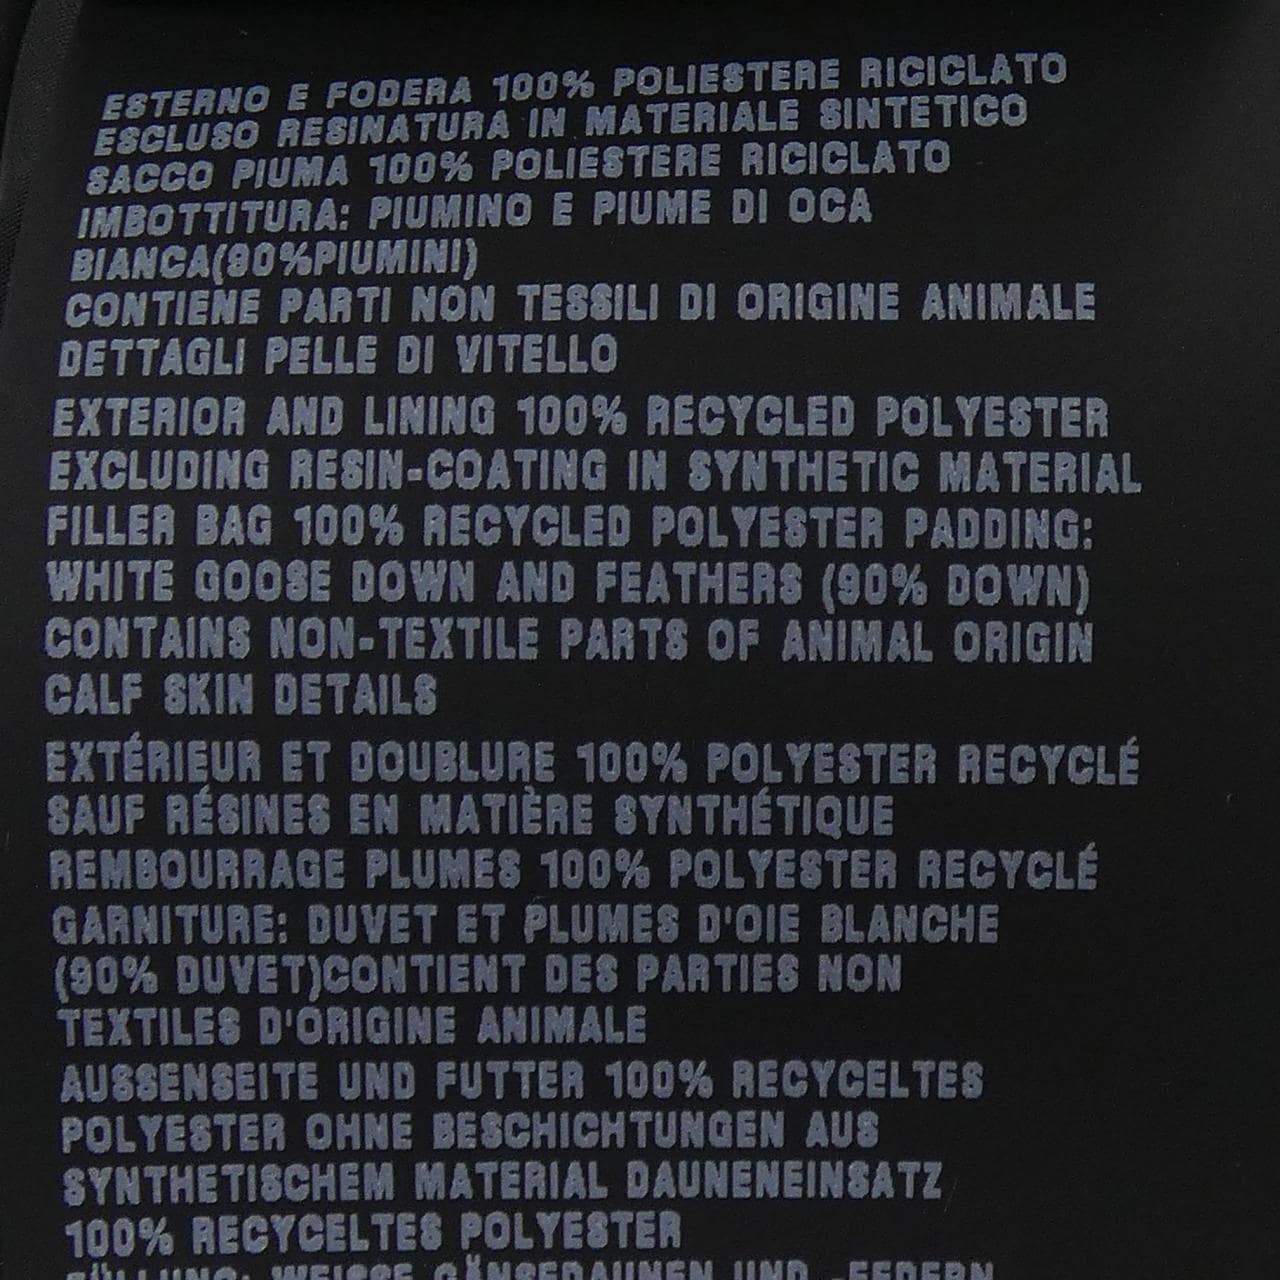 ESTERNO E FODERA 100% POLIESTERE RICICLATO
ESCLUSO RESINATURA IN MATERIALE SINTETICO
SACCO PIUMA 100% POLIESTERE RICICLATO
IMBOTTITURA: PIUMINO E PIUME DI OCA
BIANCA(90%PIUMINI)
CONTIENE PARTI NON TESSILI DI ORIGINE ANIMALE
DETTAGLI PELLE DI VITELLO
EXTERIOR AND LINING 100% RECYCLED POLYESTER
EXCLUDING RESIN-COATING IN SYNTHETIC MATERIAL
FILLER BAG 100% RECYCLED POLYESTER PADDING:
WHITE GOOSE DOWN AND FEATHERS (90% DOWN)
CONTAINS NON-TEXTILE PARTS OF ANIMAL ORIGIN
CALF SKIN DETAILS
EXTÉRIEUR ET DOUBLURE 100% POLYESTER RECYCLÉ
SAUF RÉSINES EN MATIÈRE SYNTHÉTIQUE
REMBOURRAGE PLUMES 100% POLYESTER RECYCLÉ
GARNITURE: DUVET ET PLUMES D'OIE BLANCHE
(90% DUVET)CONTIENT DES PARTIES NON
TEXTILES D'ORIGINE ANIMALE
AUSSENSEITE UND FUTTER 100% RECYCELTES
POLYESTER OHNE BESCHICHTUNGEN AUS
SYNTHETISCHEM MATERIAL DAUNENEINSATZ
100% RECYCELTES POLYESTER
FÜLLUNG: WEISSE GÄNSEDAUNEN UND -FEDERN